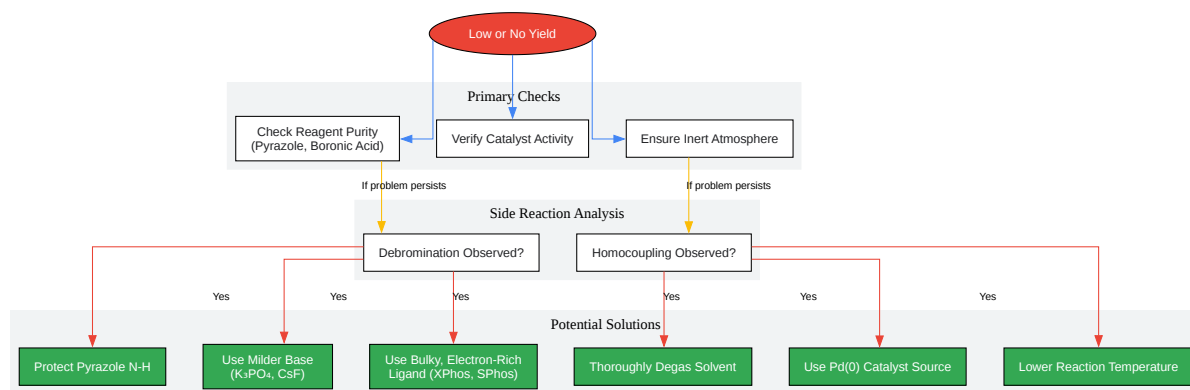 Low or No Yield
Primary Checks
Check Reagent Purity
(Pyrazole, Boronic Acid)
Verify Catalyst Activity
Ensure Inert Atmosphere
If problem persists
If problem persists
Side Reaction Analysis
Debromination Observed?
Homocoupling Observed?
Yes
Yes
Yes
Yes
Yes
Yes
Potential Solutions
Protect Pyrazole N-H
Use Milder Base
(K₃PO₄, CsF)
Use Bulky, Electron-Rich
Ligand (XPhos, SPhos)
Thoroughly Degas Solvent
Use Pd(0) Catalyst Source
Lower Reaction Temperature